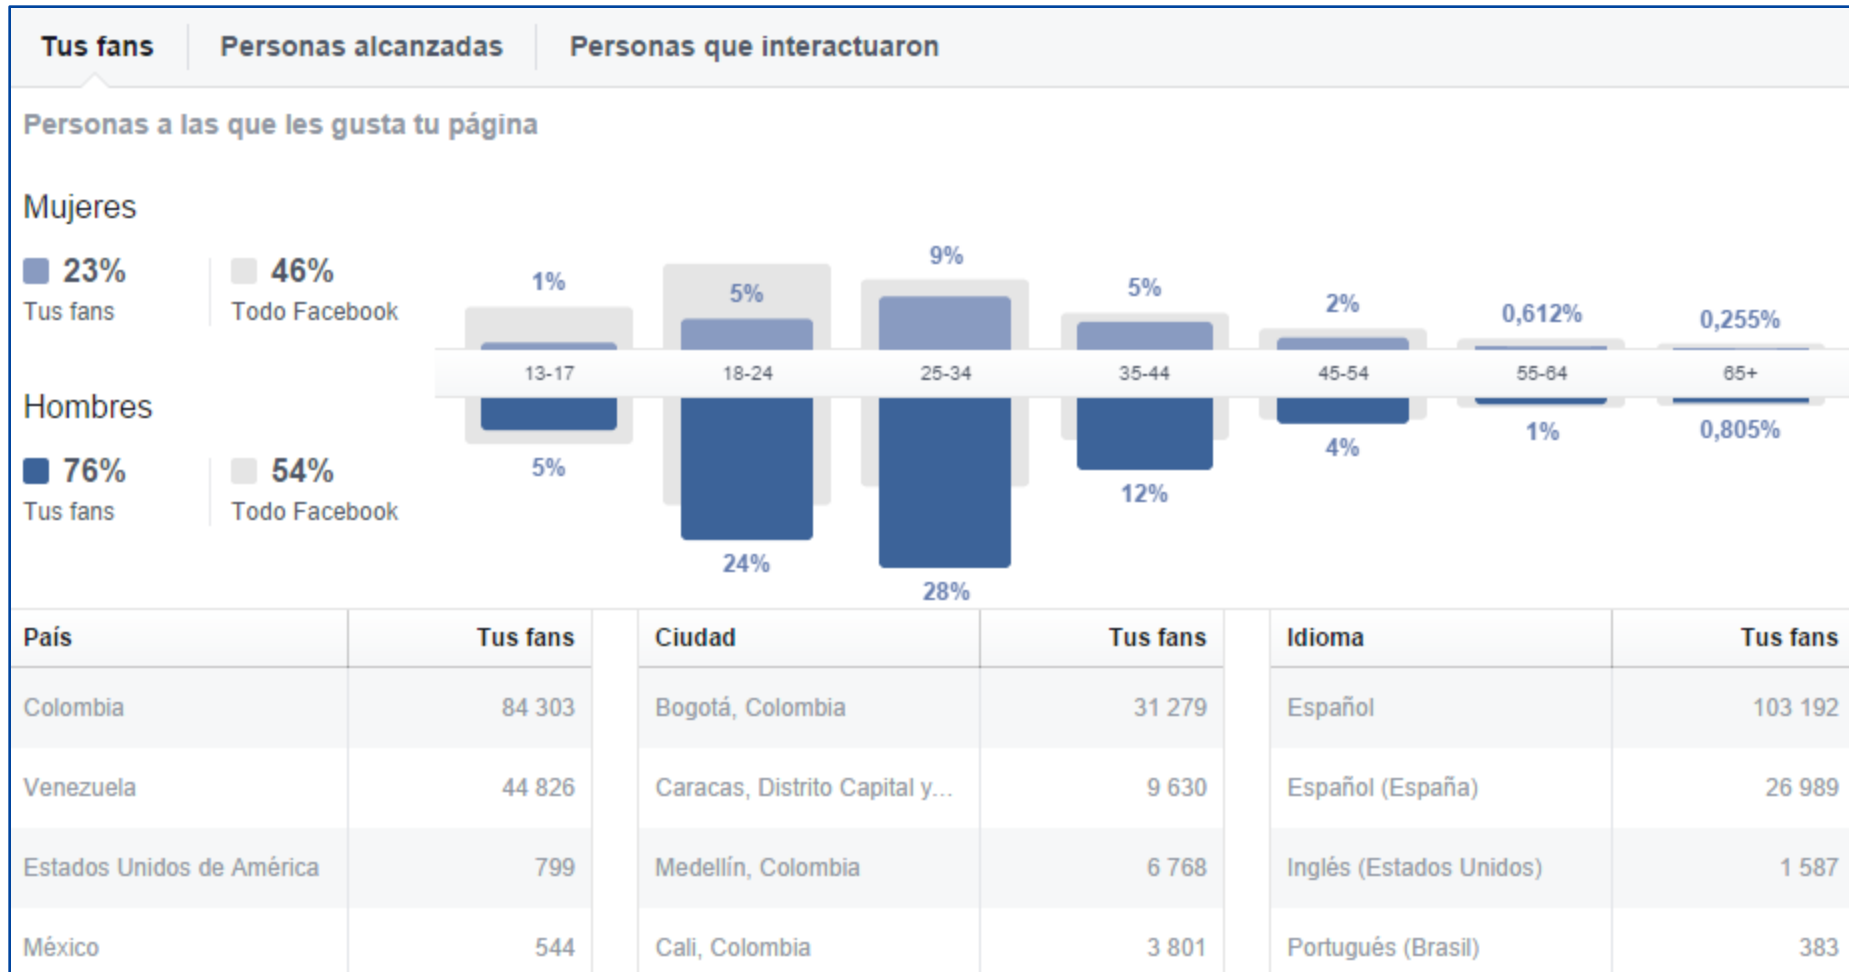 Tus fans Personas alcanzadas Personas que interactuaron
Personas a las que les gusta tu página
Mujeres
23% 46%
Tus fans Todo Facebook
1% 5% 9% 5% 2% 0,612% 0,255%
13-17 18-24 25-34 35-44 45-54 55-64 65+
Hombres
76% 54%
Tus fans Todo Facebook
5% 24% 28% 12% 4% 1% 0,805%
País Tus fans Ciudad Tus fans Idioma Tus fans
Colombia 84 303 Bogotá, Colombia 31 279 Español 103 192
Venezuela 44 826 Caracas, Distrito Capital y... 9 630 Español (España) 26 989
Estados Unidos de América 799 Medellín, Colombia 6 768 Inglés (Estados Unidos) 1 587
México 544 Cali, Colombia 3 801 Portugués (Brasil) 383